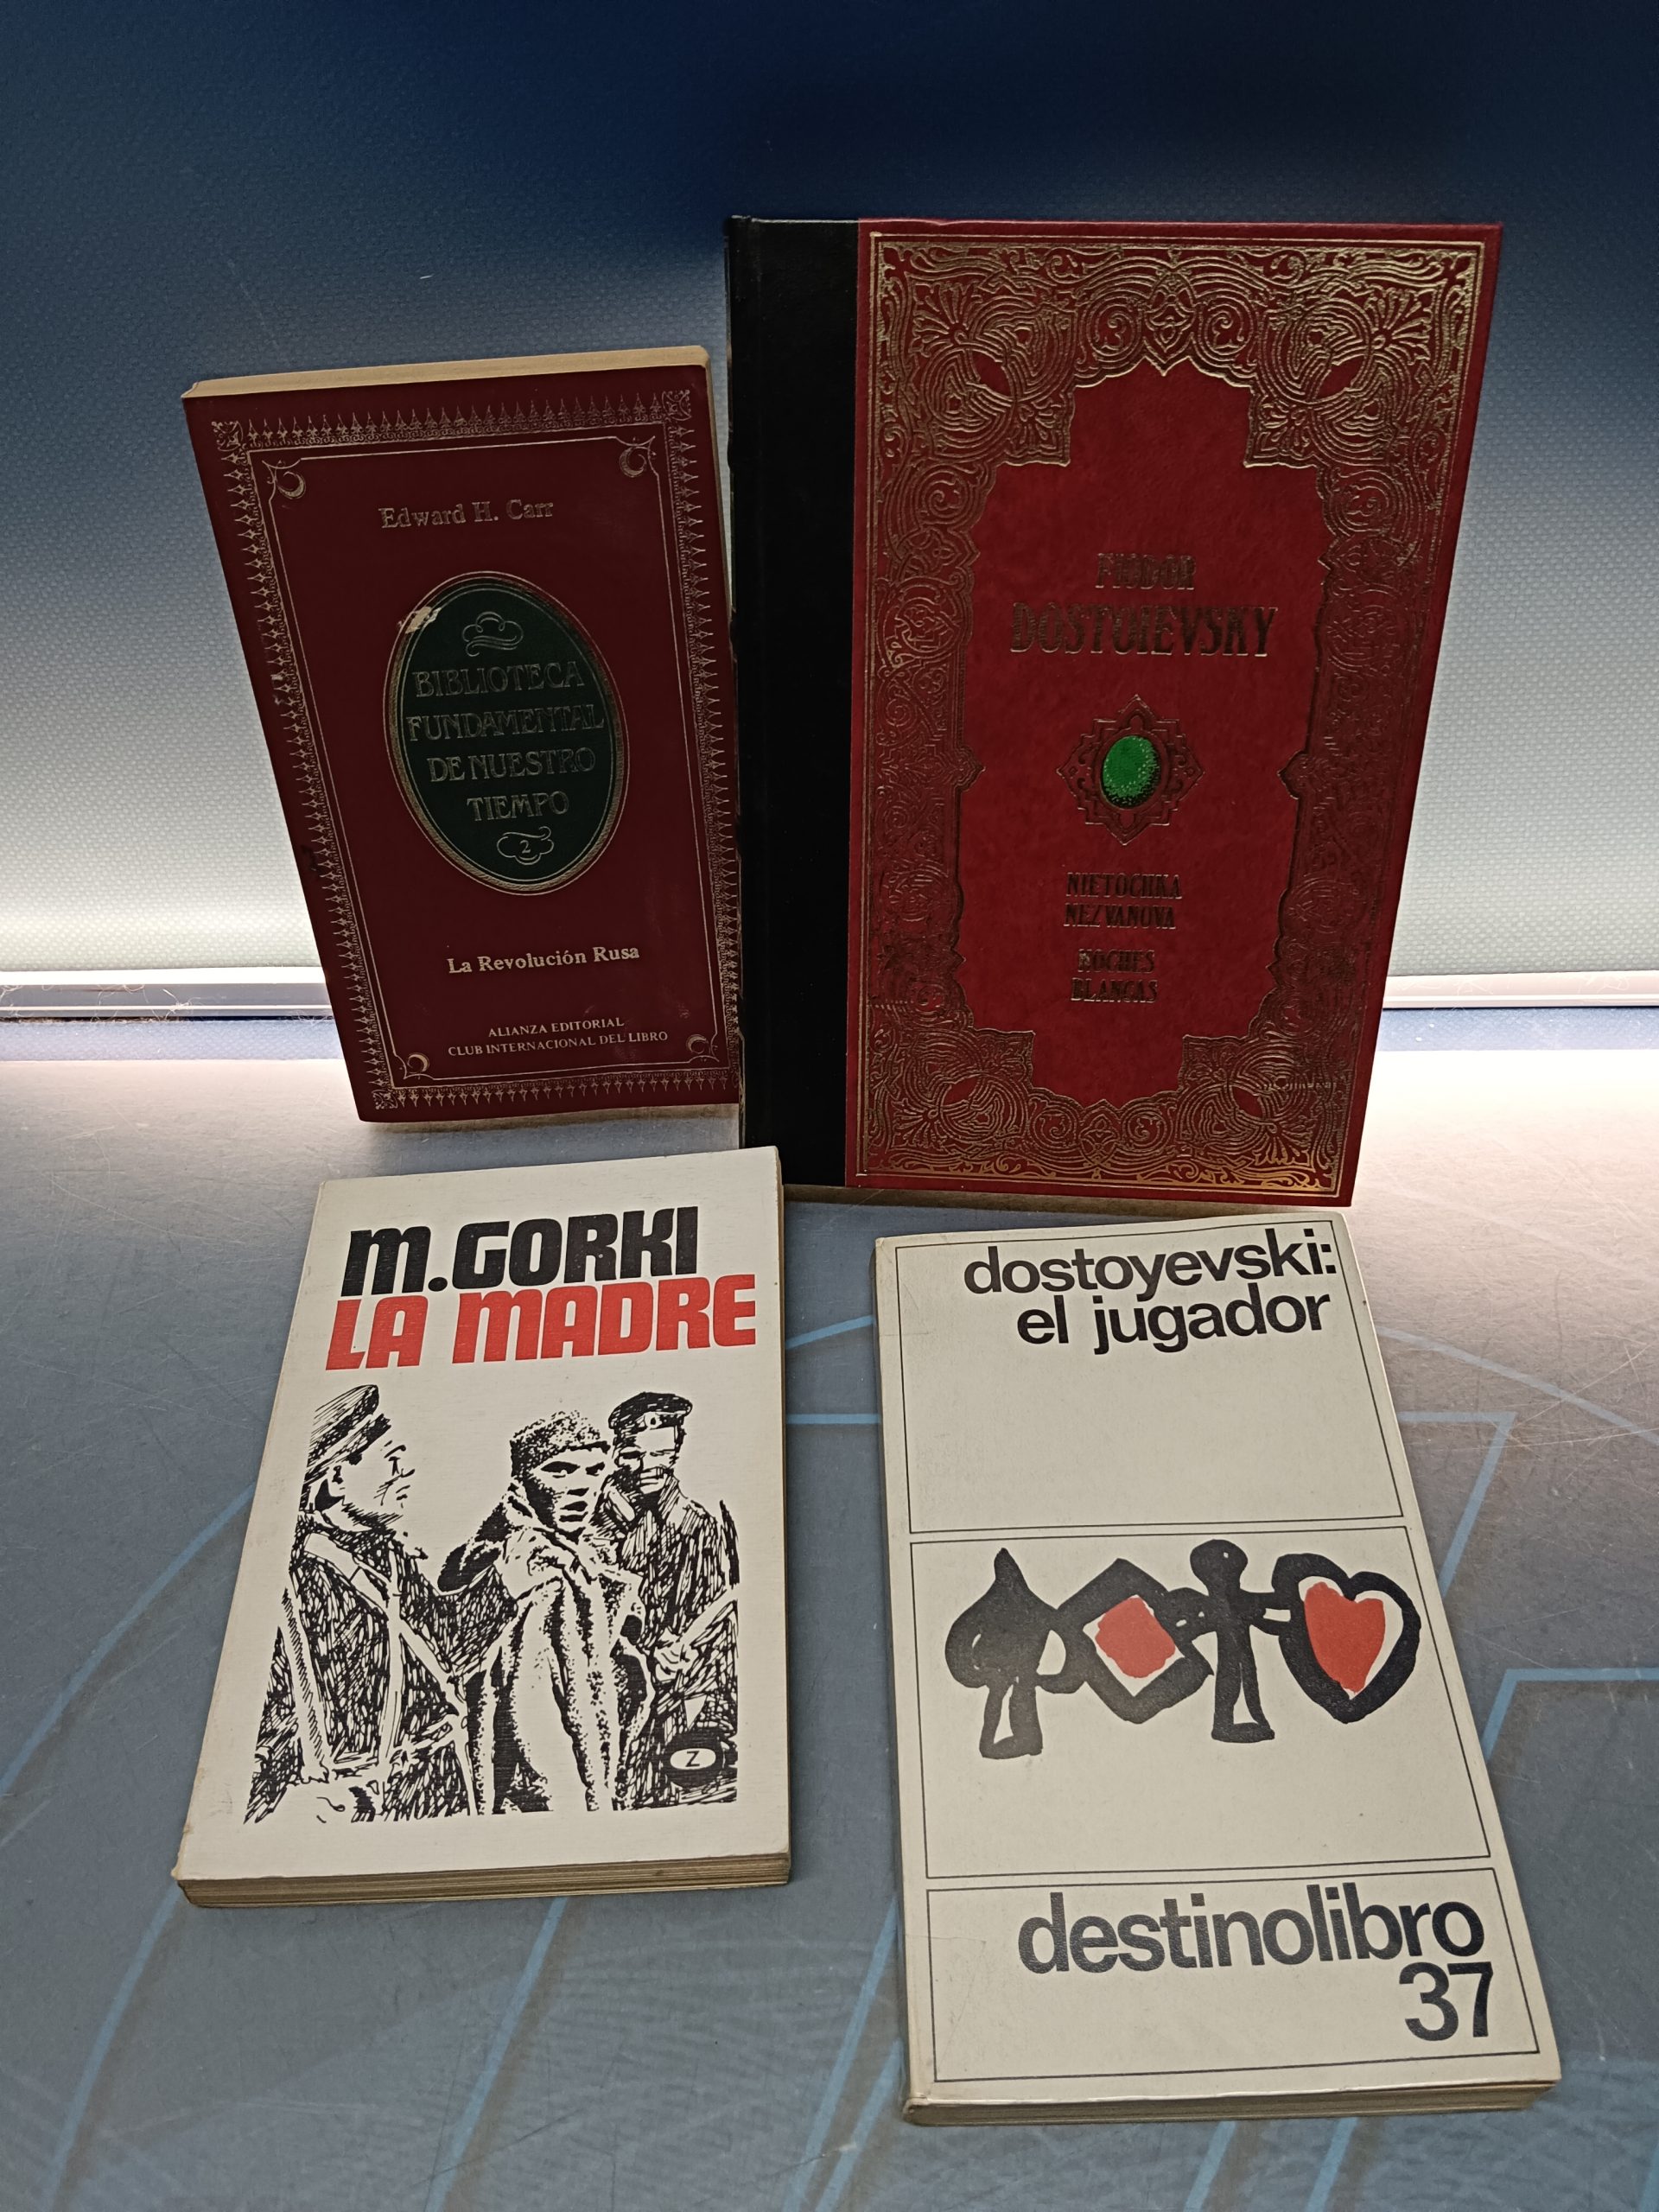 Edward H. Carr
BIBLIOTECA
FUNDAMENTAL
DE NUESTRO
TIEMPO
2
La Revolución Rusa
ALIANZA EDITORIAL
CLUB INTERNACIONAL DEL LIBRO
FIODOR
DOSTOIEVSKY
NIETOCHKA
NEZVANOVA
NOCHES
BLANCAS
M. GORKI
LA MADRE
Z
dostoyevski:
el jugador
destinolibro
37